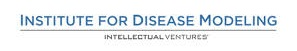 INSTITUTE FOR DISEASE MODELING
INTELLECTUAL VENTURES®